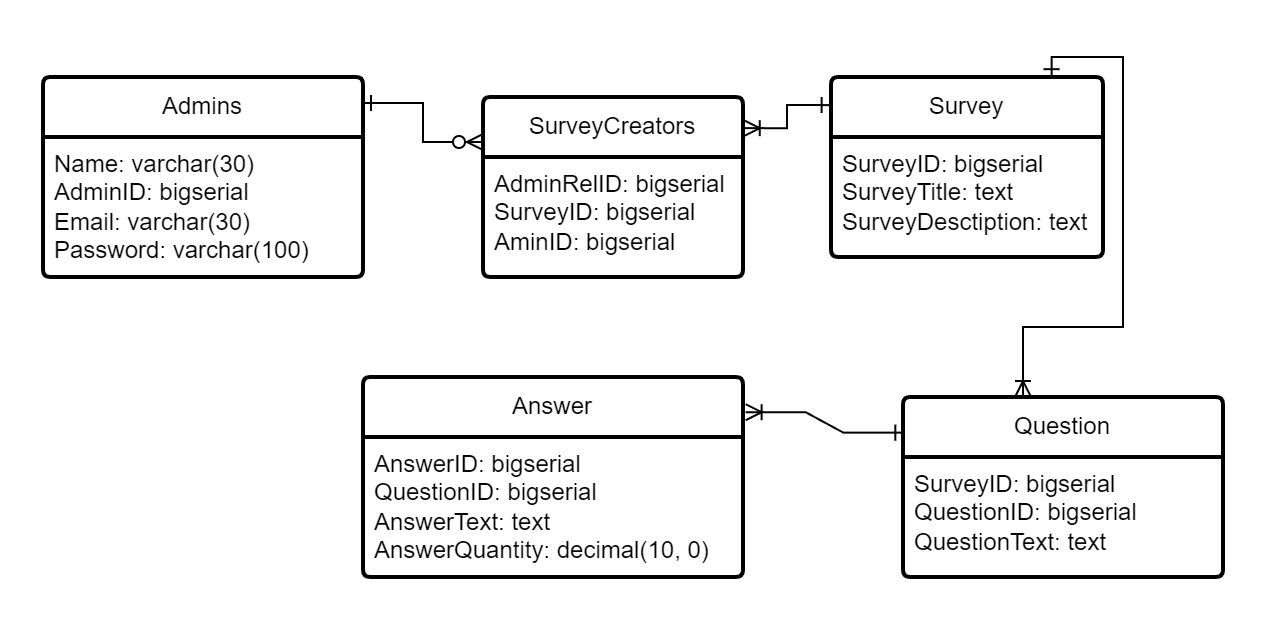 Admins
Name: varchar(30)
AdminID: bigserial
Email: varchar(30)
Password: varchar(100)
SurveyCreators
AdminRelID: bigserial
SurveyID: bigserial
AminID: bigserial
Survey
SurveyID: bigserial
SurveyTitle: text
SurveyDesctiption: text
Answer
AnswerID: bigserial
QuestionID: bigserial
AnswerText: text
AnswerQuantity: decimal(10, 0)
Question
SurveyID: bigserial
QuestionID: bigserial
QuestionText: text